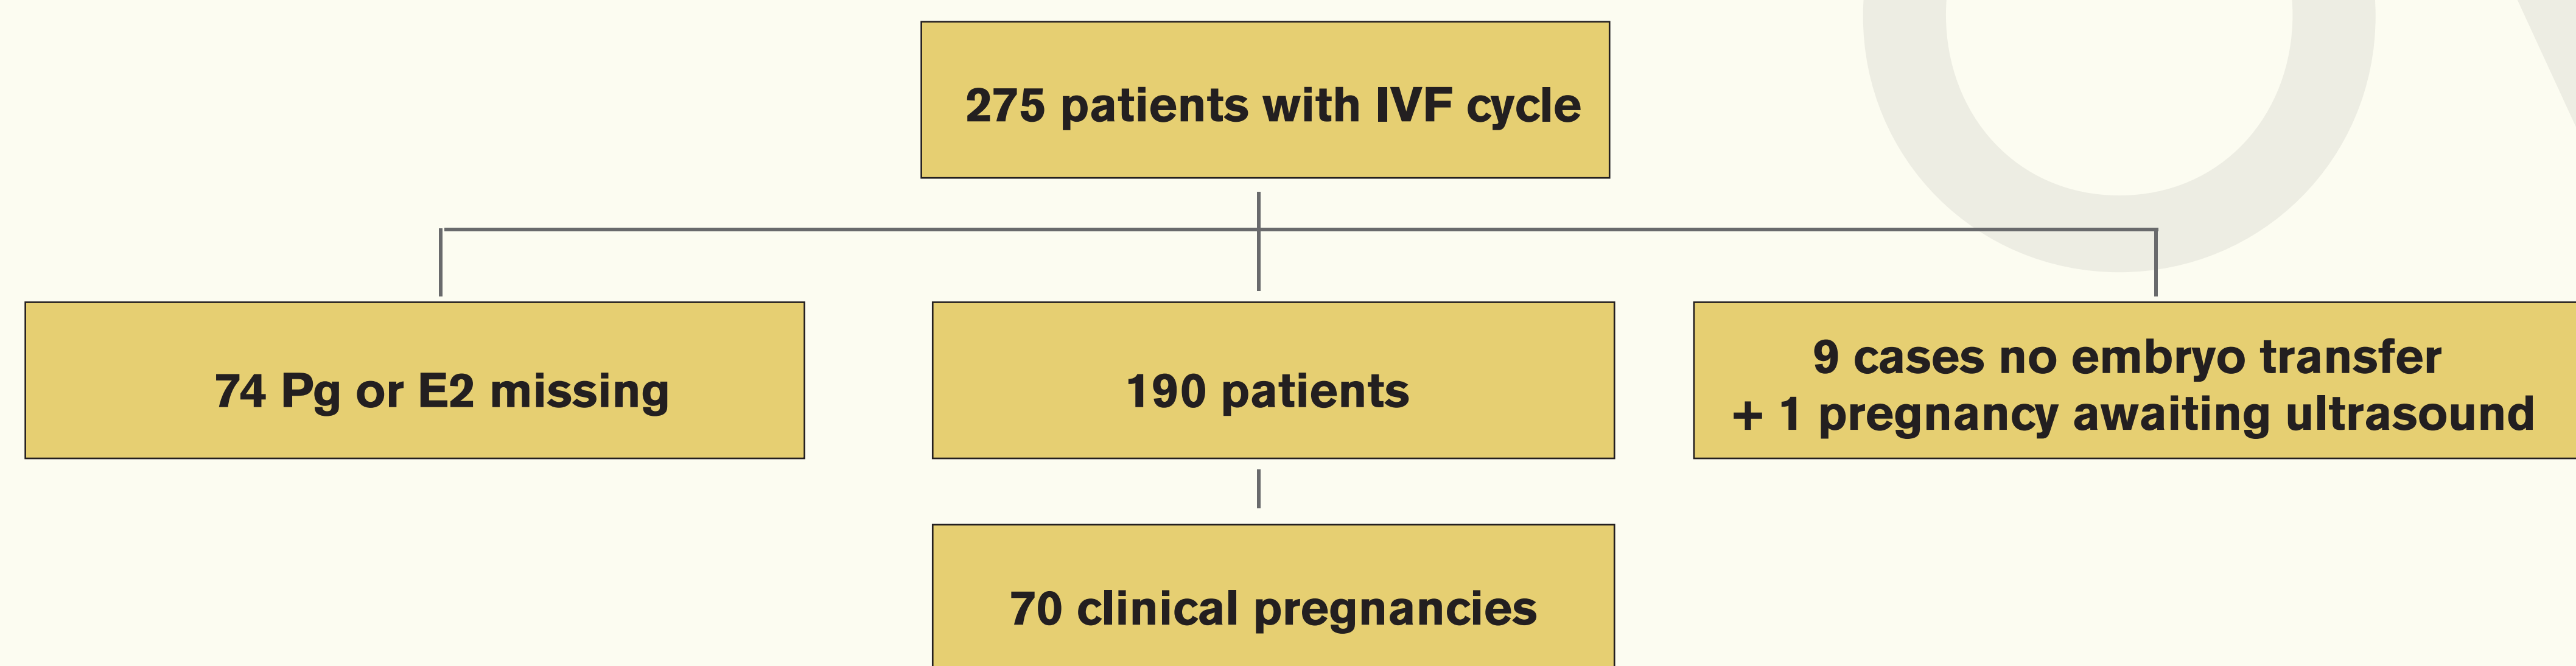 275 patients with IVF cycle
74 Pg or E2 missing
190 patients
9 cases no embryo transfer
+ 1 pregnancy awaiting ultrasound
70 clinical pregnancies